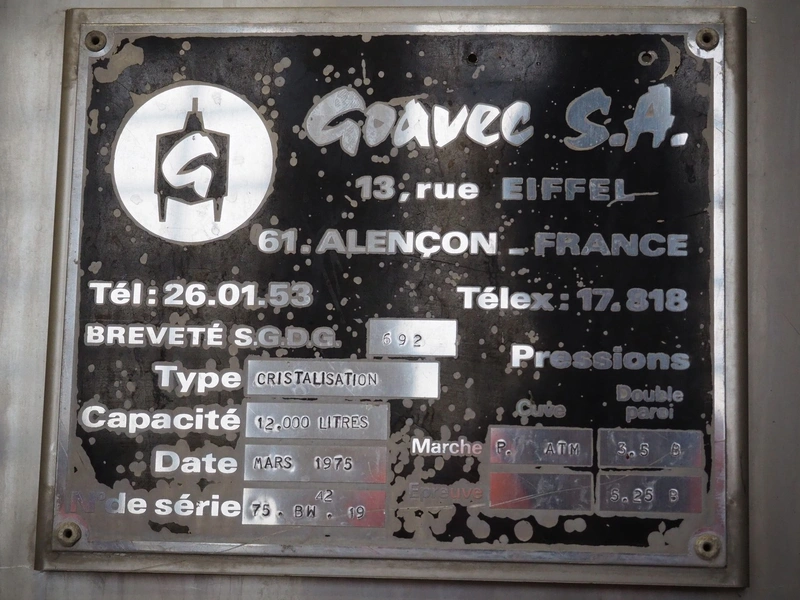 G
Goavec S.A.
13, rue EIFFEL
61. ALENÇON _ FRANCE
Tél : 26.01.53 Télex : 17.818
BREVETÉ S.G.D.G. 692
Pressions
Type CRISTALISATION
Cuve Double paroi
Capacité 12.000 LITRES
Marche P. ATM 3,5 B
Date MARS 1975
Epreuve 5.25 B
N° de série 75. BW 42 . 19